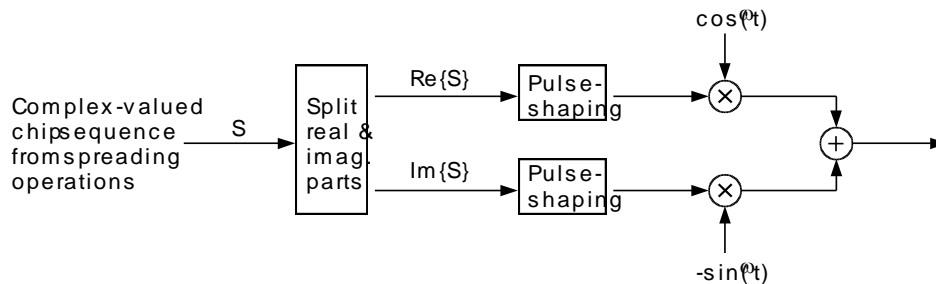 cos(ωt)
Complex-valued
chip sequence
from spreading
operations
S
Split
real &
imag.
parts
Re{S}
Im{S}
Pulse-
shaping
Pulse-
shaping
-sin(ωt)